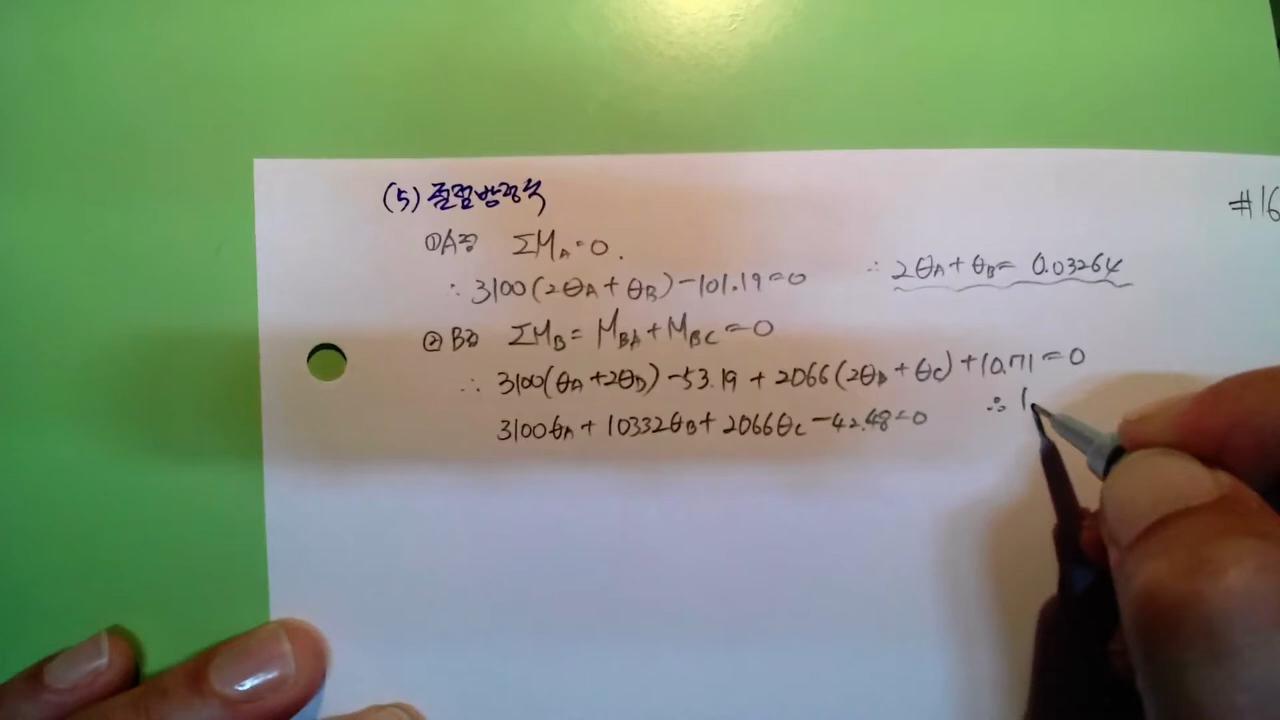 (5) 절점방정식
#16
① A점 ΣM_A=0.
∴ 3100(2θ_A+θ_B)-101.19=0 ∴ 2θ_A+θ_B= 0.03264
② B점 ΣM_B= M_BA+M_BC=0
∴ 3100(θ_A+2θ_B)-53.19+2066(2θ_B+θ_C)+10.71=0
3100θ_A+10332θ_B+2066θ_C-42.48=0 ∴